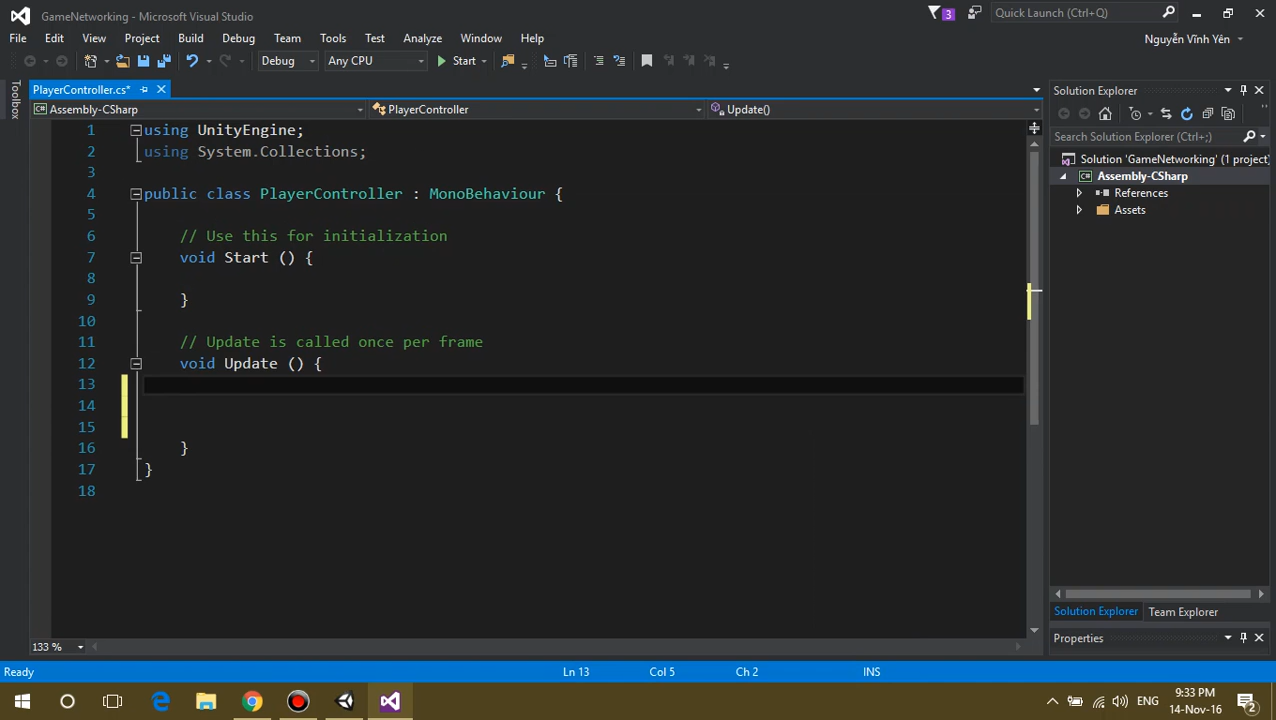 GameNetworking - Microsoft Visual Studio
3
Quick Launch (Ctrl+Q)
File Edit View Project Build Debug Team Tools Test Analyze Window Help
Nguyễn Vĩnh Yên
Debug Any CPU Start
Toolbox
PlayerController.cs*
Assembly-CSharp PlayerController Update()
1 using UnityEngine;
2 using System.Collections;
3
4 public class PlayerController : MonoBehaviour {
5
6 // Use this for initialization
7 void Start () {
8
9 }
10
11 // Update is called once per frame
12 void Update () {
13
14
15
16 }
17 }
18
133 %
Solution Explorer
Search Solution Explorer (Ctrl+;)
Solution 'GameNetworking' (1 project)
Assembly-CSharp
References
Assets
Solution Explorer Team Explorer
Properties
Ready Ln 13 Col 5 Ch 2 INS
ENG
9:33 PM
14-Nov-16
2